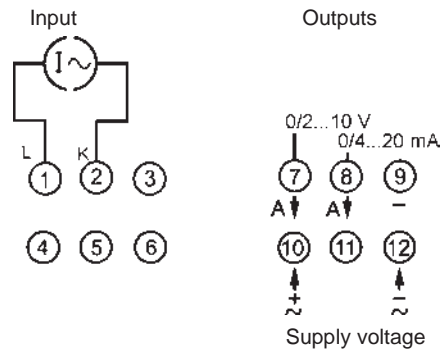 Input
Outputs
I ~
0/2...10 V
0/4...20 mA
L K
1 2 3
7 8 9
A A –
4 5 6
10 11 12
+ –
~ ~
Supply voltage